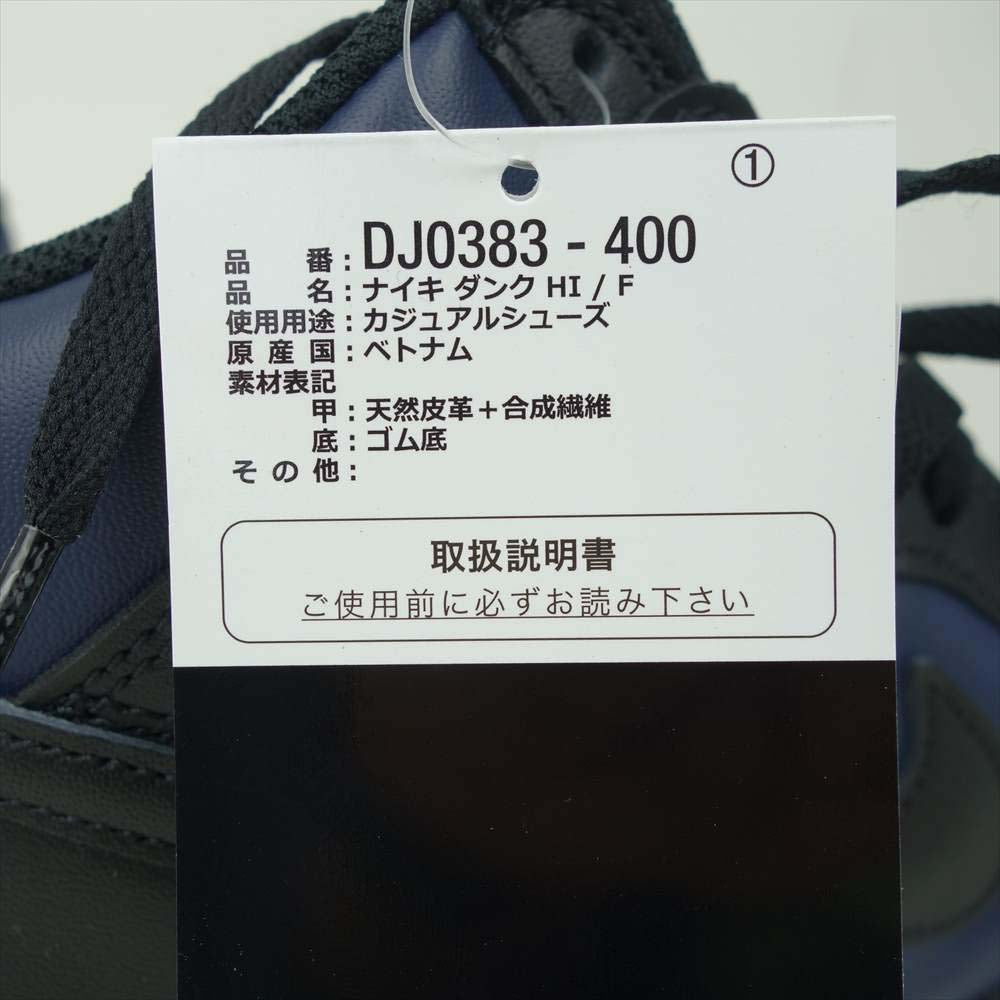 ①
品番：DJ0383 - 400
品名：ナイキ ダンク HI / F
使用用途：カジュアルシューズ
原産国：ベトナム
素材表記
甲：天然皮革＋合成繊維
底：ゴム底
その他：
取扱説明書
ご使用前に必ずお読み下さい